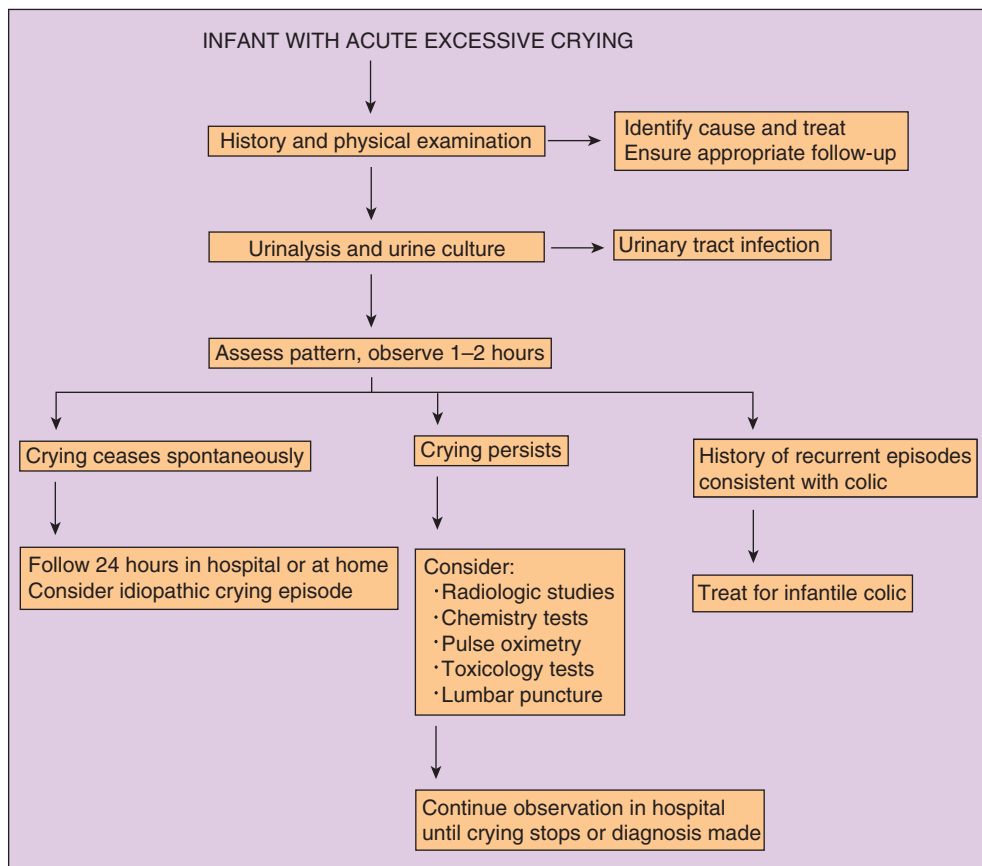 INFANT WITH ACUTE EXCESSIVE CRYING
History and physical examination
Identify cause and treat
Ensure appropriate follow-up
Urinalysis and urine culture
Urinary tract infection
Assess pattern, observe 1–2 hours
Crying ceases spontaneously
Crying persists
History of recurrent episodes
consistent with colic
Follow 24 hours in hospital or at home
Consider idiopathic crying episode
Consider:
·Radiologic studies
·Chemistry tests
·Pulse oximetry
·Toxicology tests
·Lumbar puncture
Treat for infantile colic
Continue observation in hospital
until crying stops or diagnosis made